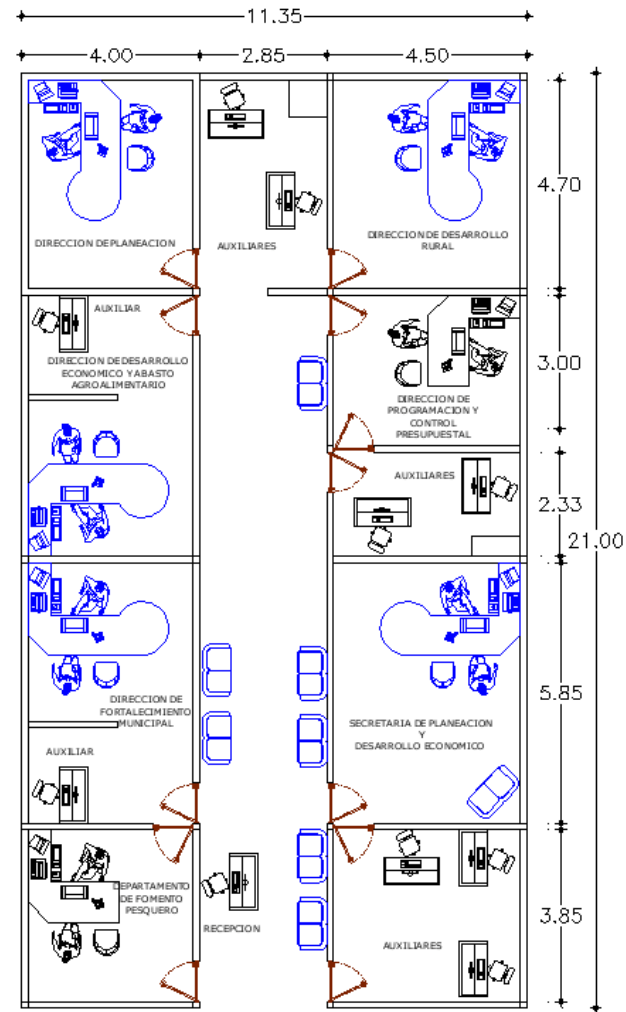 11.35
4.00
2.85
4.50
DIRECCION DE PLANEACION
AUXILIARES
DIRECCION DE DESARROLLO
RURAL
4.70
AUXILIAR
DIRECCION DE DESARROLLO
ECONOMICO Y ABASTO
AGROALIMENTARIO
DIRECCION DE
PROGRAMACION Y
CONTROL
PRESUPUESTAL
3.00
AUXILIARES
2.33
21.00
DIRECCION DE
FORTALECIMIENTO
MUNICIPAL
AUXILIAR
SECRETARIA DE PLANEACION
Y
DESARROLLO ECONOMICO
5.85
DEPARTAMENTO
DE FOMENTO
PESQUERO
RECEPCION
AUXILIARES
3.85